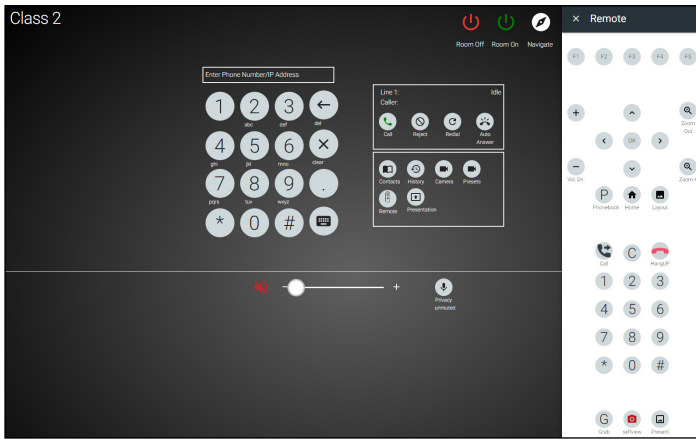 Class 2
Room Off Room On Navigate
× Remote
F1 F2 F3 F4 F5
Enter Phone Number/IP Address
1 2 3
abc def del
4 5 6 ×
ghi jkl mno clear
7 8 9 .
pqrs tuv wxyz
* 0 #
Line 1: Idle
Caller:
Call Reject Redial Auto
Answer
Contacts History Camera Presets
Remote Presentation
- +
Privacy
unmuted
+
Zoom
Out
OK
-
Vol Dn. Zoom
P
Phonebook Home Layout
C
Call HangUP
1 2 3
4 5 6
7 8 9
* 0 #
G
Grab selfview Present